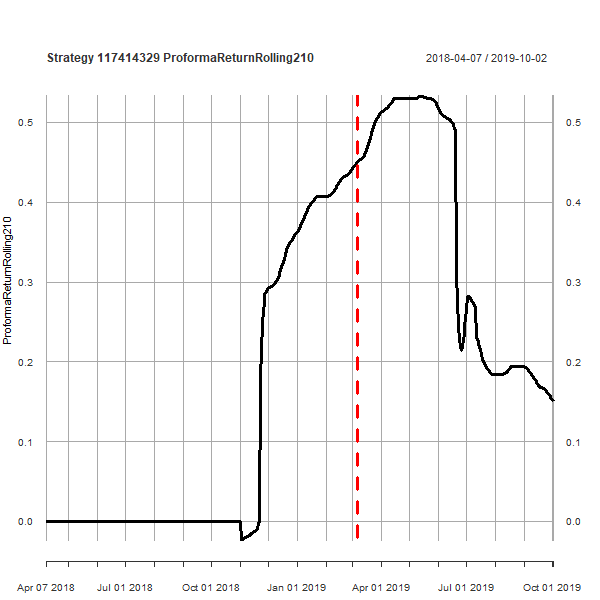 Strategy 117414329 ProformaReturnRolling210
2018-04-07 / 2019-10-02
ProformaReturnRolling210
0.5
0.4
0.3
0.2
0.1
0.0
0.5
0.4
0.3
0.2
0.1
0.0
Apr 07 2018
Jul 01 2018
Oct 01 2018
Jan 01 2019
Apr 01 2019
Jul 01 2019
Oct 01 2019